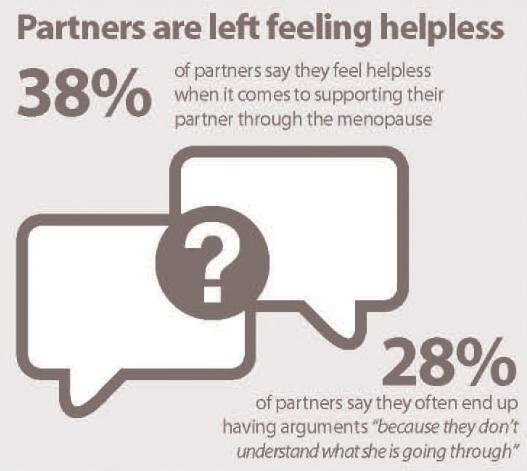 Partners are left feeling helpless
38%
of partners say they feel helpless
when it comes to supporting their
partner through the menopause
?
28%
of partners say they often end up
having arguments “because they don’t
understand what she is going through”